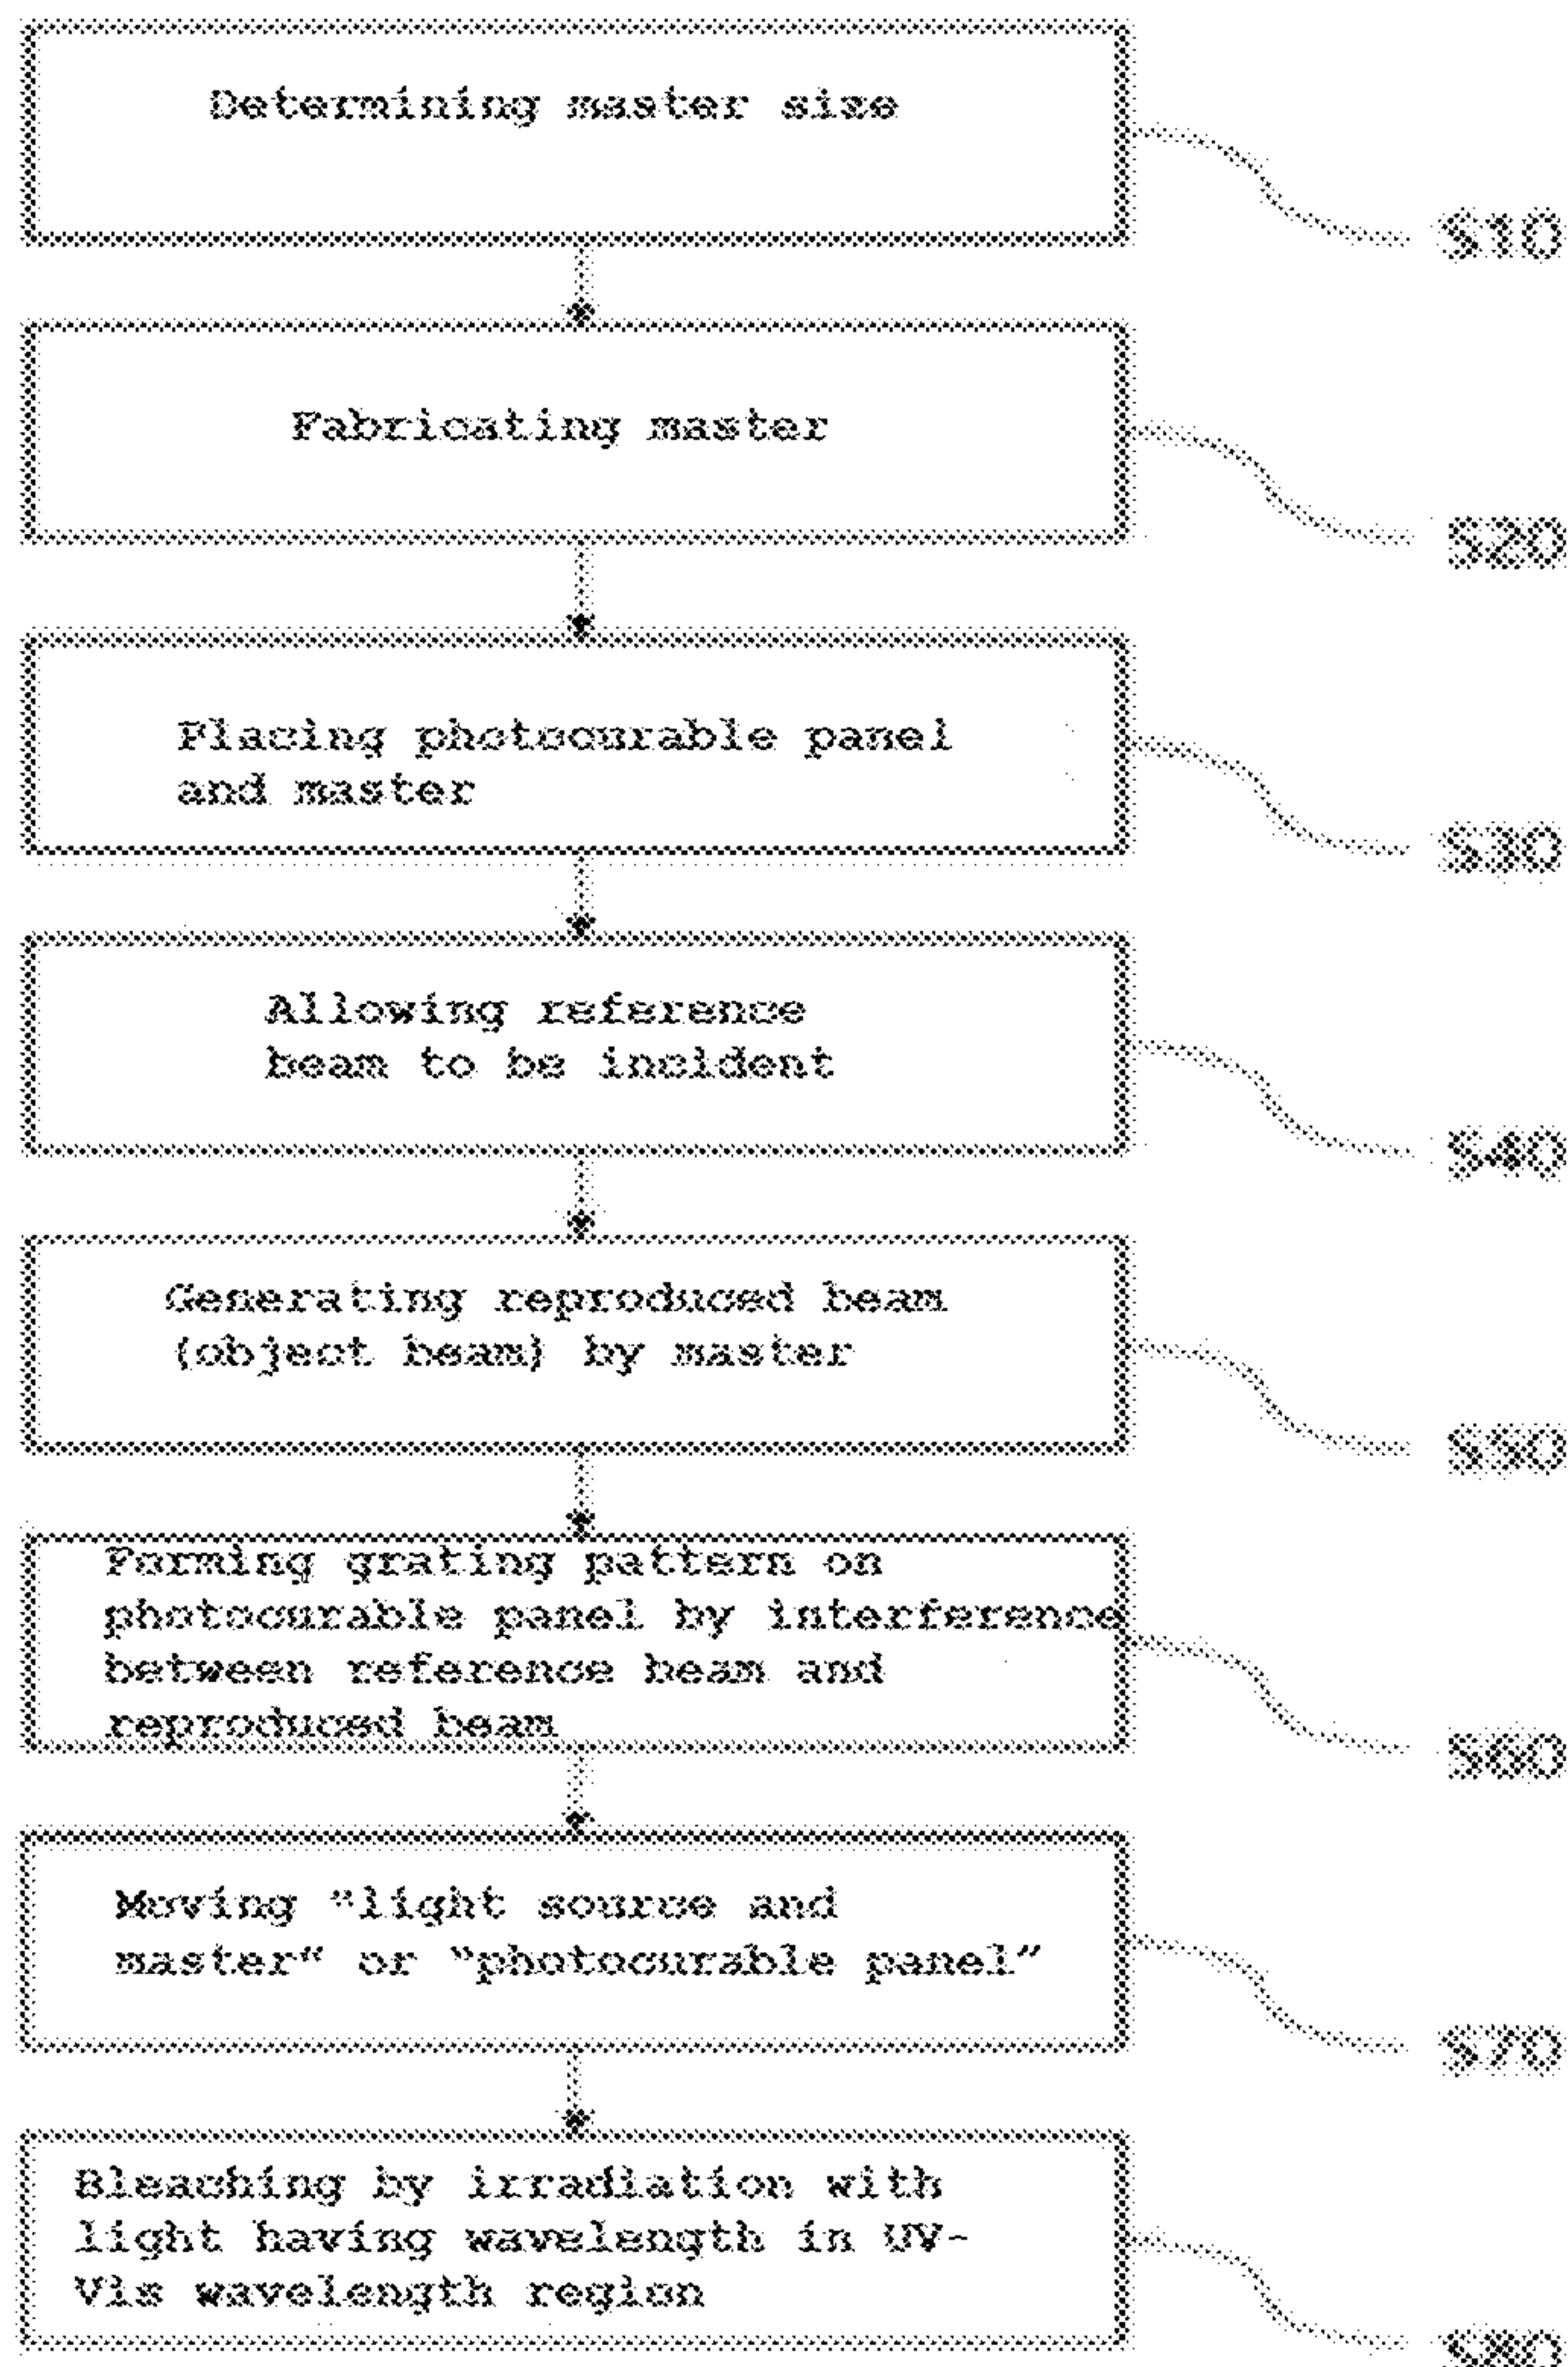 Determining master size
S10
Fabricating master
S20
Placing photocurable panel
and master
S30
Allowing reference
beam to be incident
S40
Generating reproduced beam
(object beam) by master
S50
Forming grating pattern on
photocurable panel by interference
between reference beam and
reproduced beam
S60
Moving "light source and
master" or "photocurable panel"
S70
Bleaching by irradiation with
light having wavelength in UV-
Vis wavelength region
S80